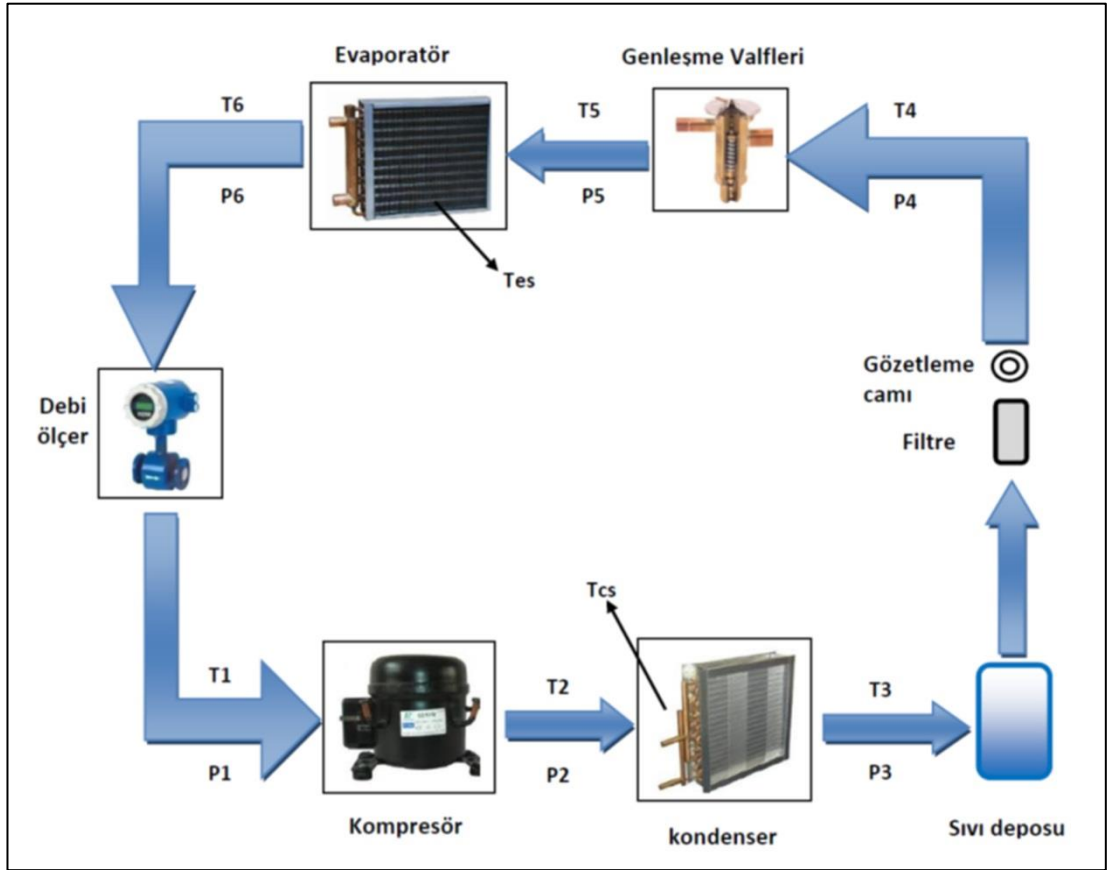 Evaporatör
Genleşme Valfleri
T6
T5
T4
P6
P5
P4
Tes
Debi
ölçer
Gözetleme
camı
Filtre
Tcs
T1
T2
T3
P1
P2
P3
Kompresör
kondenser
Sıvı deposu